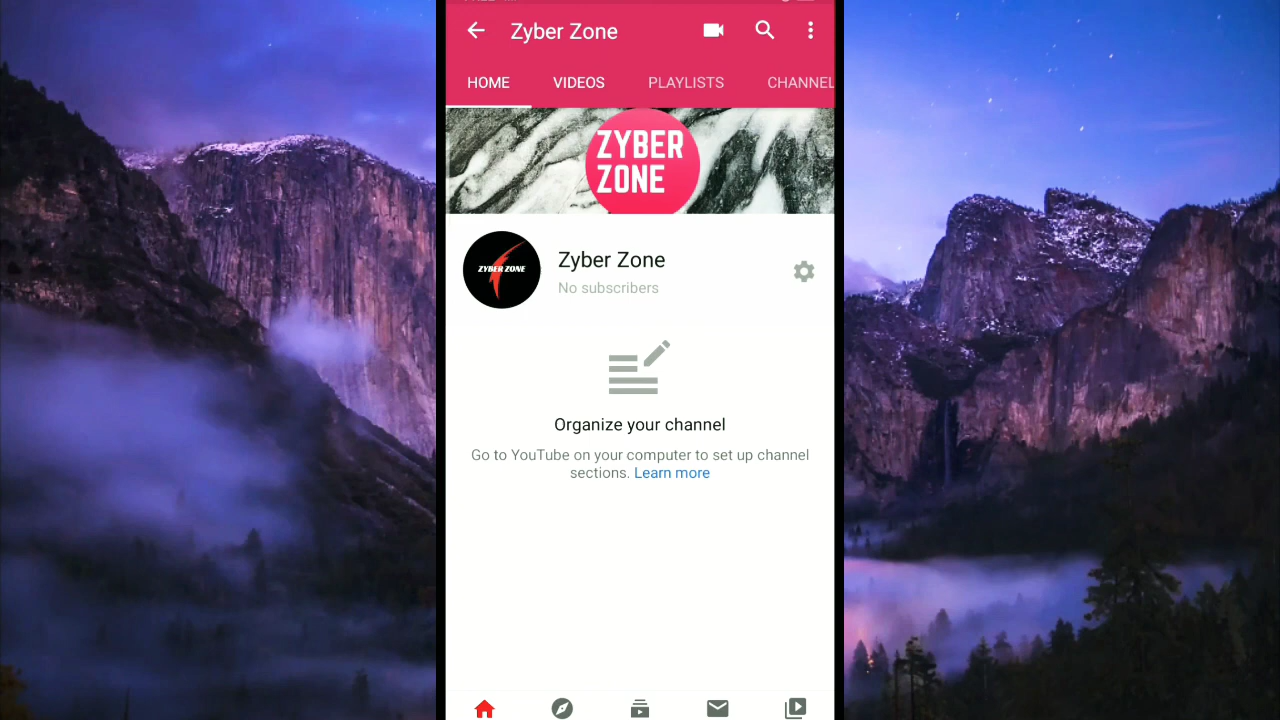 Zyber Zone
HOME VIDEOS PLAYLISTS CHANNEL
ZYBER
ZONE
ZYBER ZONE
Zyber Zone
No subscribers
Organize your channel
Go to YouTube on your computer to set up channel
sections. Learn more